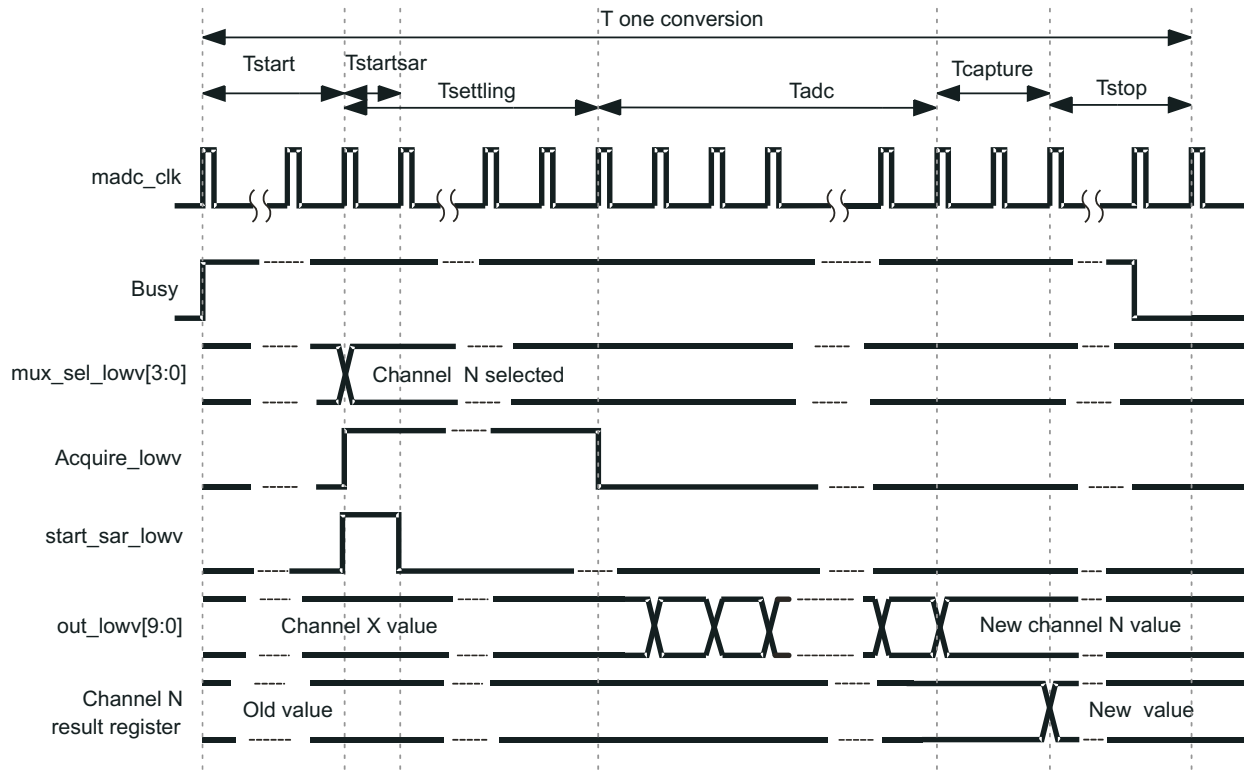 T one conversion
Tstart
Tstartsar
Tsettling
Tadc
Tcapture
Tstop
madc_clk
Busy
mux_sel_lowv[3:0]
Channel N selected
Acquire_lowv
start_sar_lowv
out_lowv[9:0]
Channel X value
New channel N value
Channel N
result register
Old value
New value